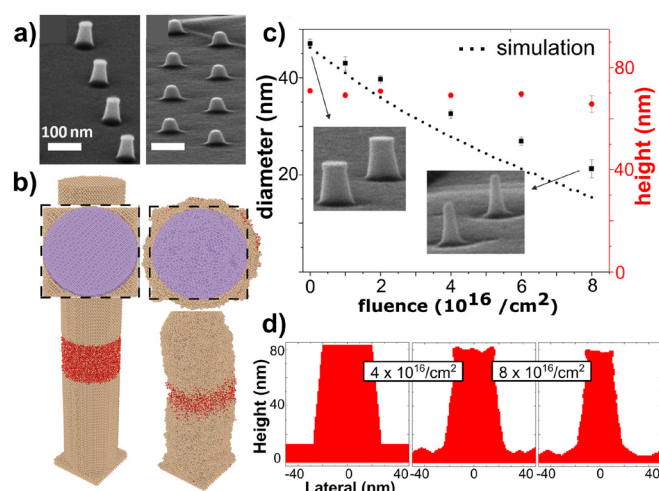 a)
100 nm
b)
c)
simulation
diameter (nm)
40
20
height (nm)
80
40
0
0 2 4 6 8
fluence (10¹⁶ /cm²)
d)
Height (nm)
80
40
0
4 x 10¹⁶/cm²
8 x 10¹⁶/cm²
-40 0 40
-40 0 40
-40 0 40
Lateral (nm)